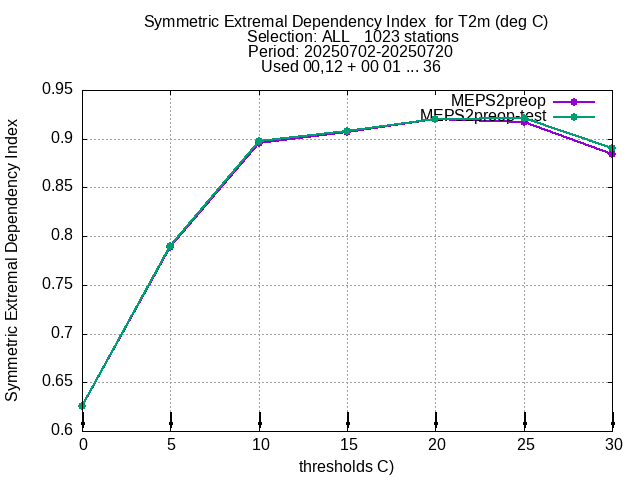 Symmetric Extremal Dependency Index  for T2m (deg C)
Selection: ALL   1023 stations
Period: 20250702-20250720
Used 00,12 + 00 01 ... 36
MEPS2preop
MEPS2preop-test
Symmetric Extremal Dependency Index
0.95
0.9
0.85
0.8
0.75
0.7
0.65
0.6
0 5 10 15 20 25 30
thresholds C)